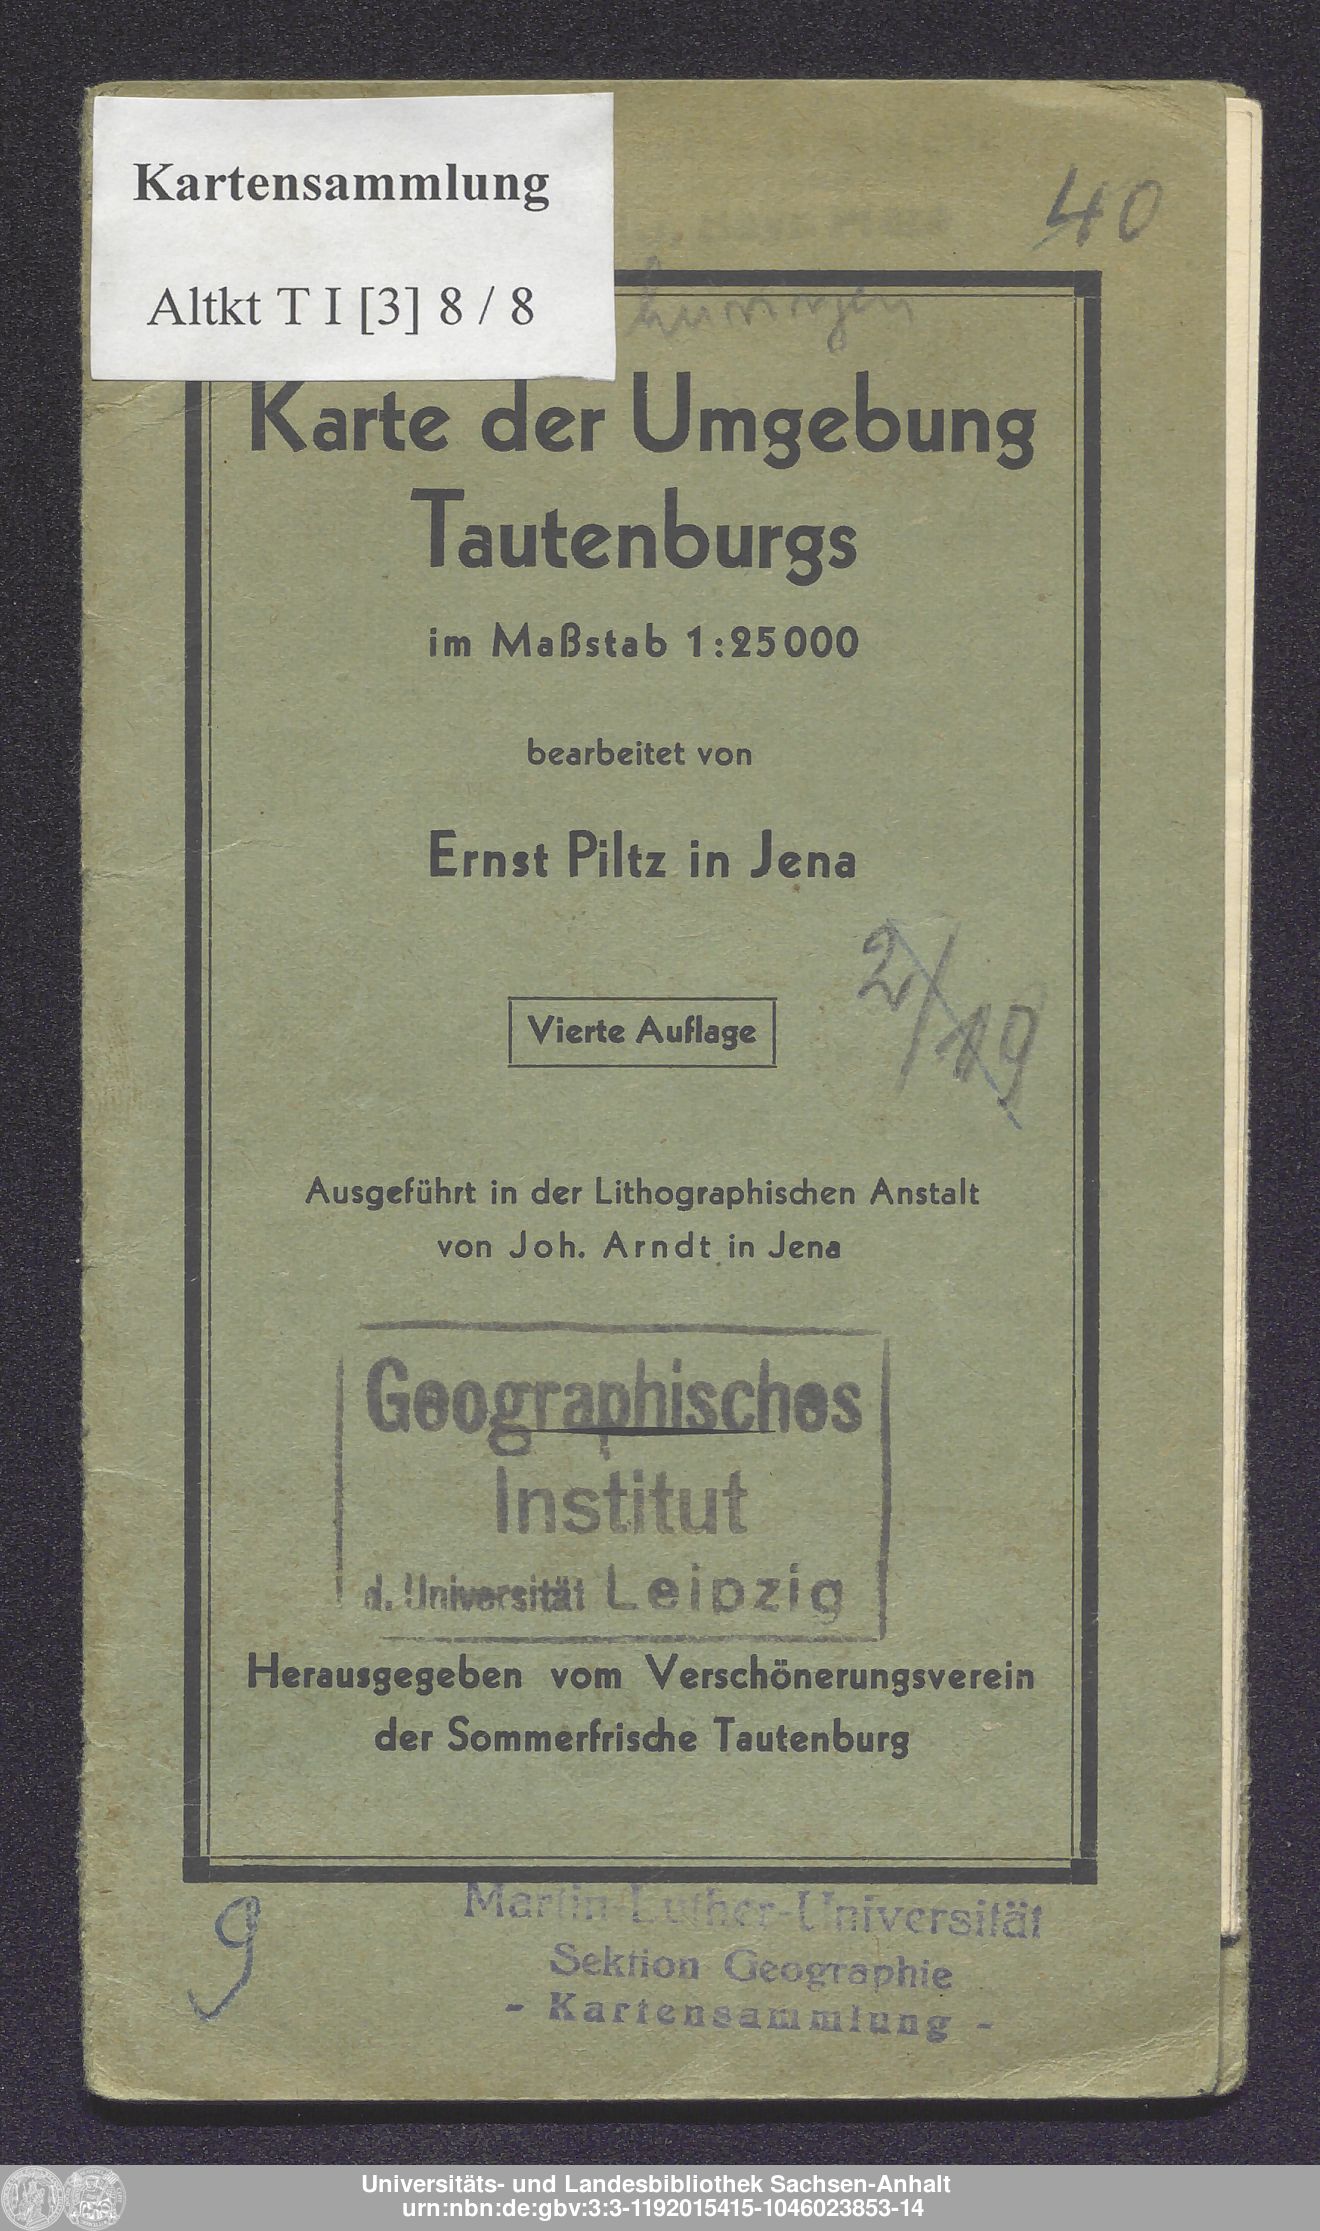 Kartensammlung
Altkt T I [3] 8 / 8
40
Karte der Umgebung
Tautenburgs
im Maßstab 1:25000
bearbeitet von
Ernst Piltz in Jena
2/19
Vierte Auflage
Ausgeführt in der Lithographischen Anstalt
von Joh. Arndt in Jena
Geographisches
Institut
d. Universität Leipzig
Herausgegeben vom Verschönerungsverein
der Sommerfrische Tautenburg
9
Martin-Luther-Universität
Sektion Geographie
- Kartensammlung -
Universitäts- und Landesbibliothek Sachsen-Anhalt
urn:nbn:de:gbv:3:3-1192015415-1046023853-14